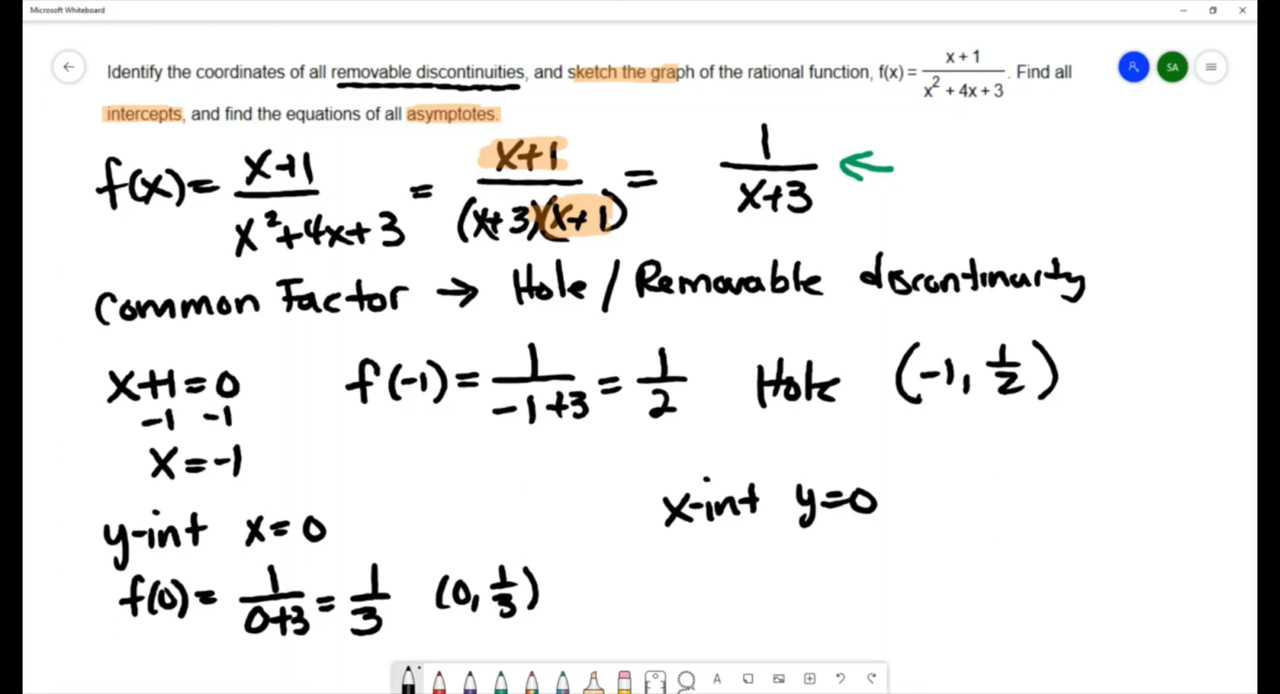 Microsoft Whiteboard
Identify the coordinates of all removable discontinuities, and sketch the graph of the rational function, f(x) = (x + 1)/(x² + 4x + 3). Find all
SA
intercepts, and find the equations of all asymptotes.
f(x) = (x+1)/(x²+4x+3) = (x+1)/((x+3)(x+1)) = 1/(x+3) ←
Common Factor → Hole / Removable discontinuity
x+1=0 f(-1) = 1/(-1+3) = 1/2 Hole (-1, 1/2)
-1 -1
x=-1
x-int y=0
y-int x=0
f(0) = 1/(0+3) = 1/3 (0, 1/3)
A